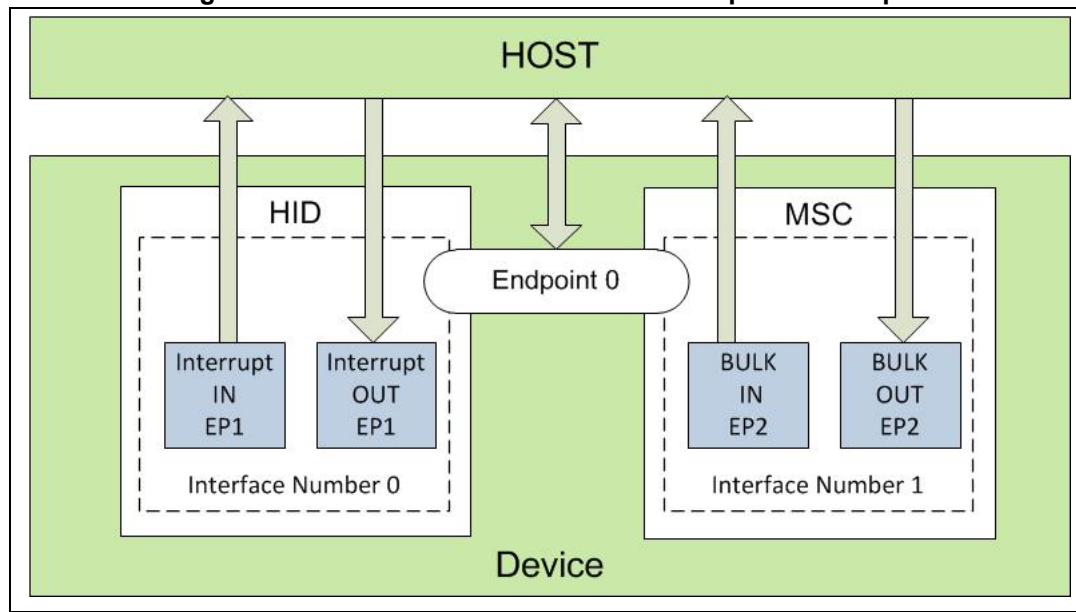 HOST
HID
MSC
Endpoint 0
Interrupt
IN
EP1
Interrupt
OUT
EP1
BULK
IN
EP2
BULK
OUT
EP2
Interface Number 0
Interface Number 1
Device